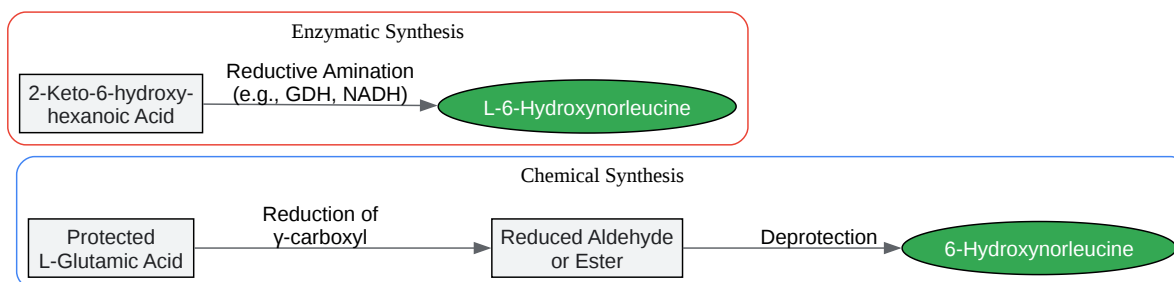 Enzymatic Synthesis
2-Keto-6-hydroxy-
hexanoic Acid
Reductive Amination
(e.g., GDH, NADH)
L-6-Hydroxynorleucine
Chemical Synthesis
Protected
L-Glutamic Acid
Reduction of
γ-carboxyl
Reduced Aldehyde
or Ester
Deprotection
6-Hydroxynorleucine